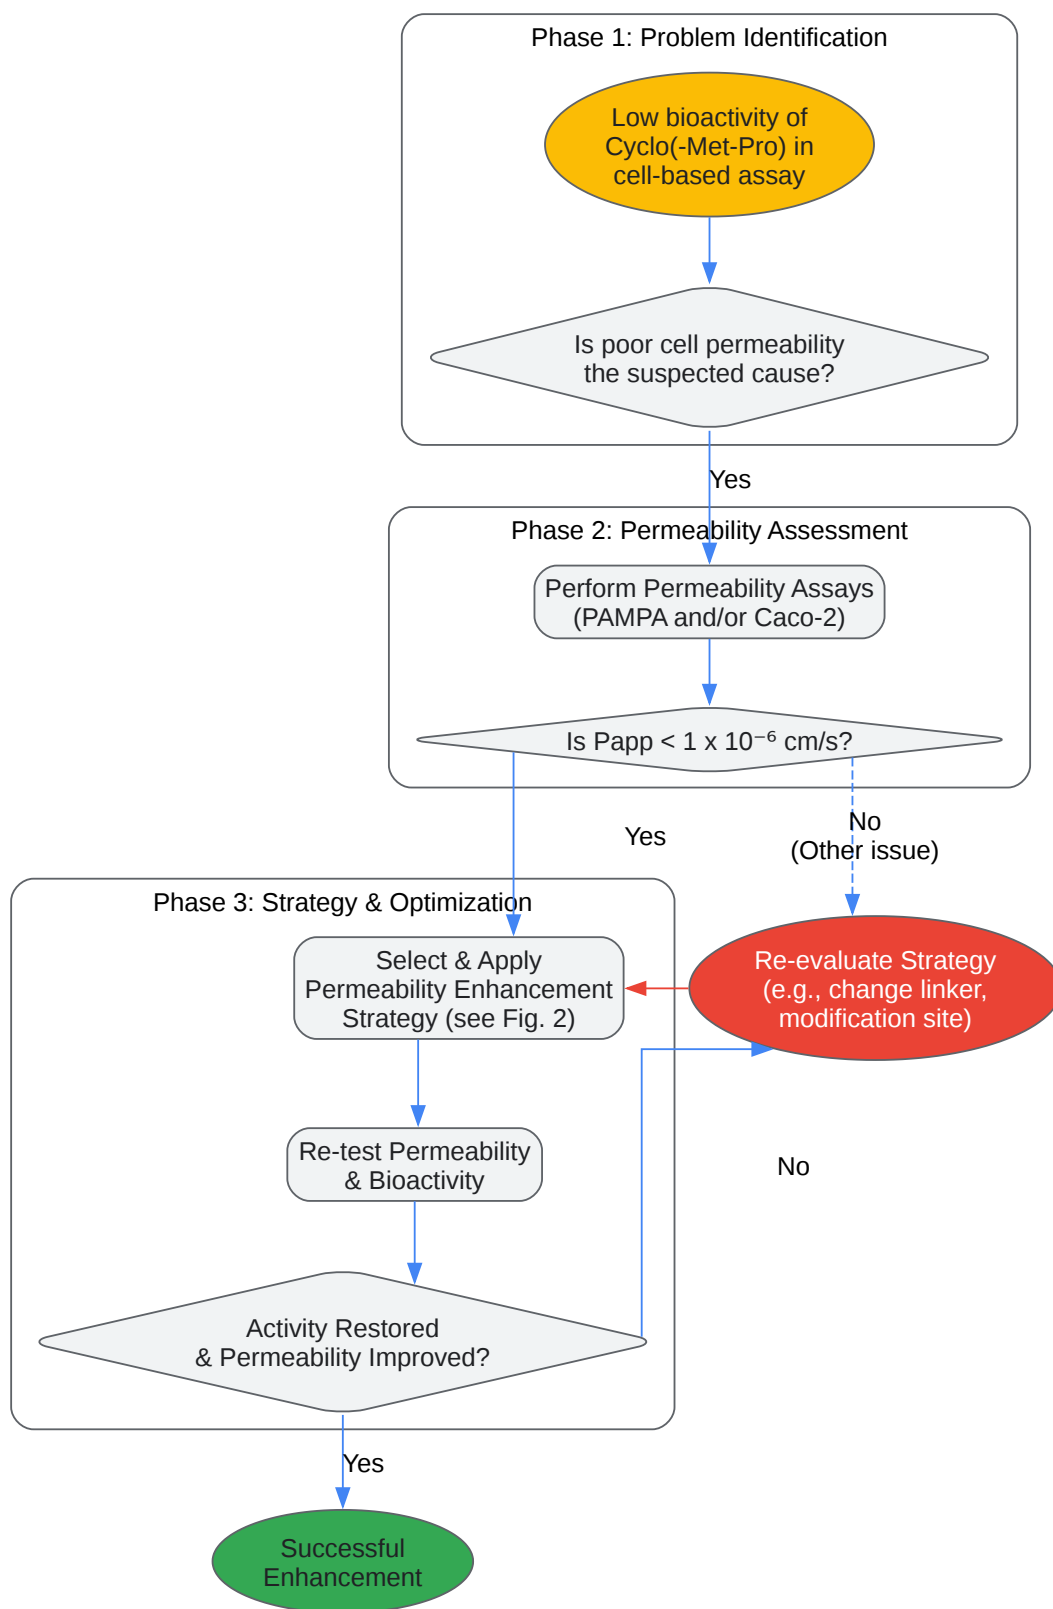 Phase 1: Problem Identification
Low bioactivity of
Cyclo(-Met-Pro) in
cell-based assay
Is poor cell permeability
the suspected cause?
Yes
Phase 2: Permeability Assessment
Perform Permeability Assays
(PAMPA and/or Caco-2)
Is Papp < 1 x 10⁻⁶ cm/s?
Yes
No
(Other issue)
Phase 3: Strategy & Optimization
Select & Apply
Permeability Enhancement
Strategy (see Fig. 2)
Re-evaluate Strategy
(e.g., change linker,
modification site)
Re-test Permeability
& Bioactivity
No
Activity Restored
& Permeability Improved?
Yes
Successful
Enhancement